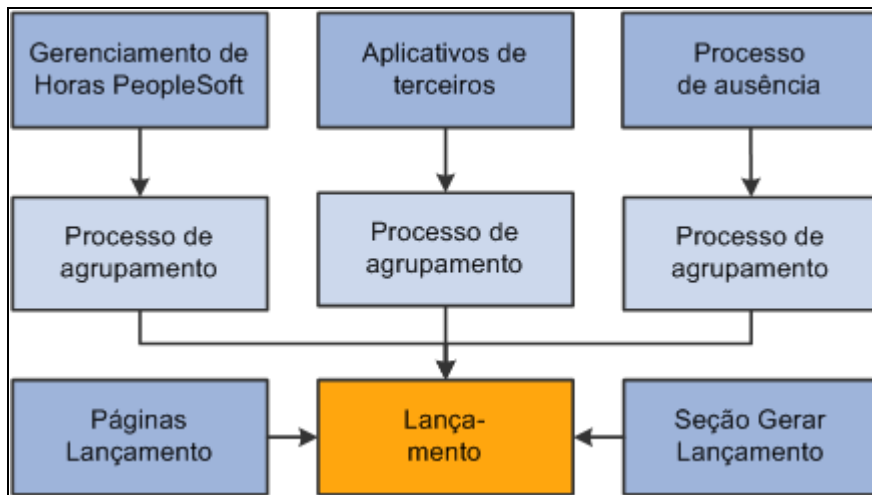 Gerenciamento de
Horas PeopleSoft
Aplicativos de
terceiros
Processo
de ausência
Processo de
agrupamento
Processo de
agrupamento
Processo de
agrupamento
Páginas
Lançamento
Lança-
mento
Seção Gerar
Lançamento